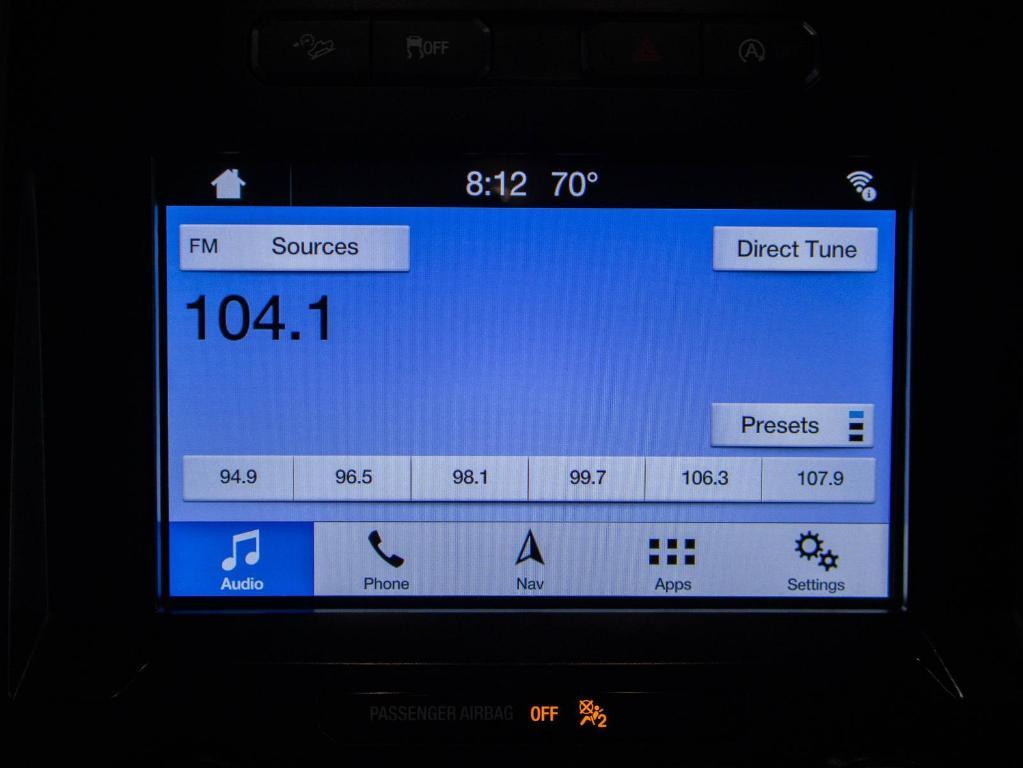 OFF
A
8:12 70°
FM Sources
Direct Tune
104.1
Presets
94.9 96.5 98.1 99.7 106.3 107.9
Audio Phone Nav Apps Settings
PASSENGER AIRBAG OFF 2